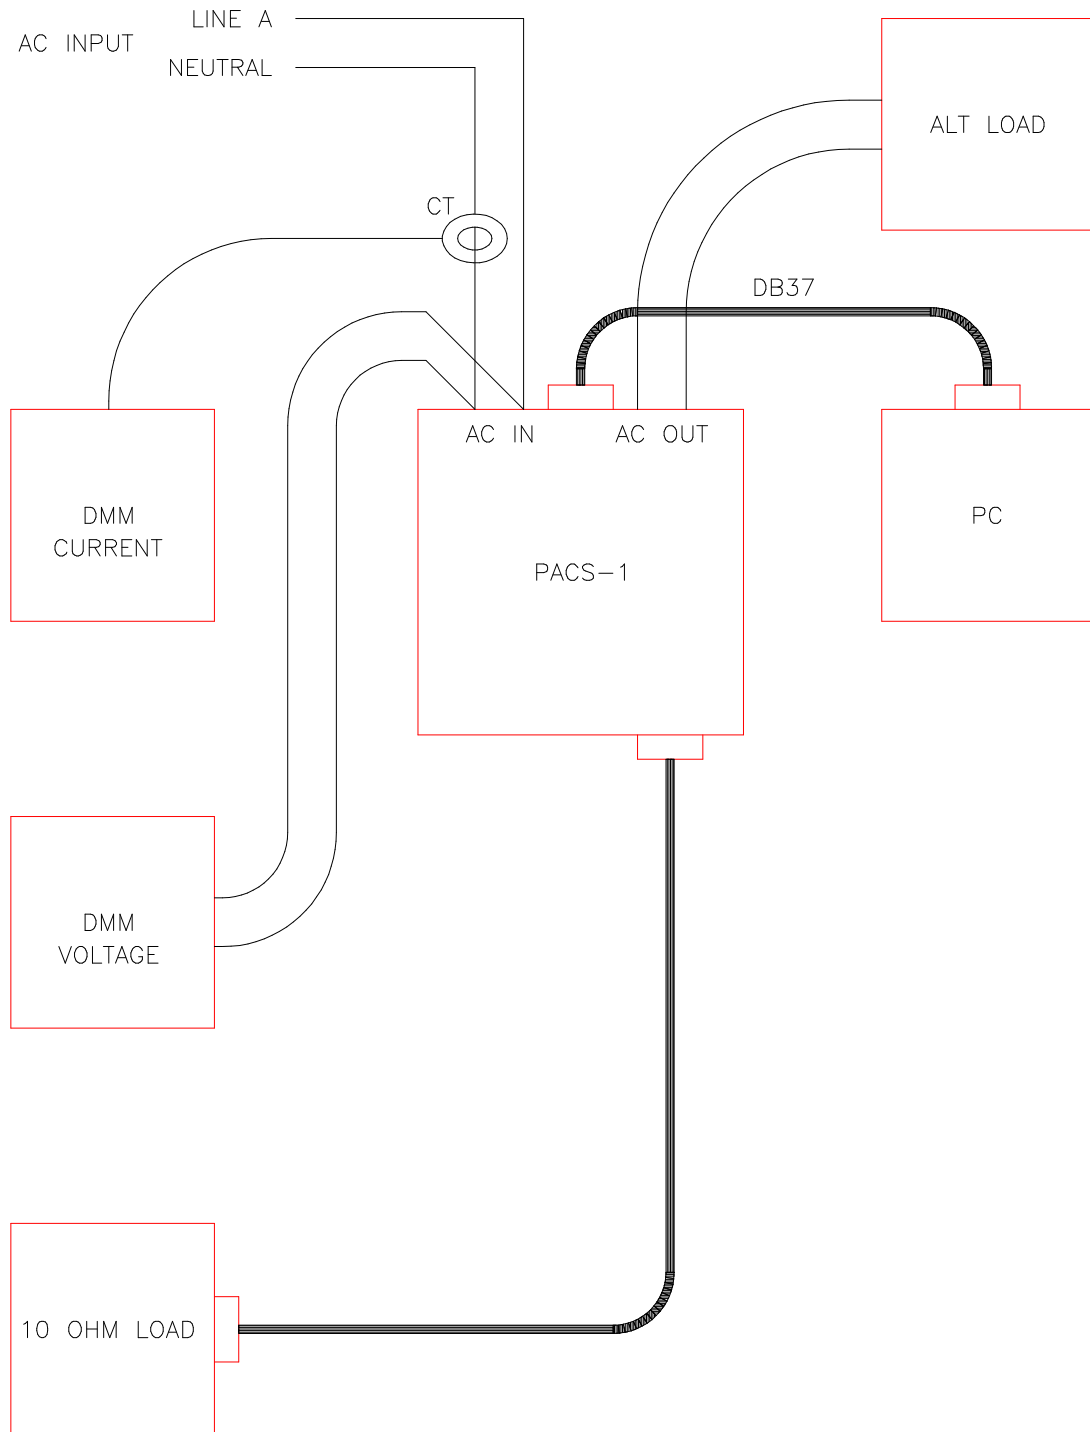 LINE A
AC INPUT
NEUTRAL
ALT LOAD
CT
DB37
AC IN
AC OUT
DMM
CURRENT
PACS-1
PC
DMM
VOLTAGE
10 OHM LOAD